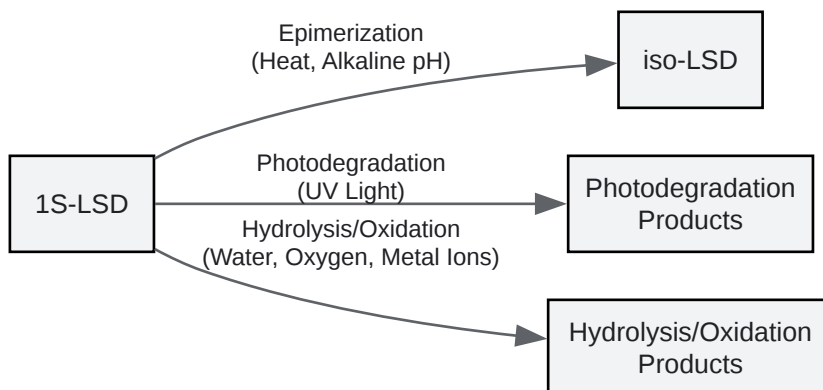 Epimerization
(Heat, Alkaline pH)
iso-LSD
1S-LSD
Photodegradation
(UV Light)
Photodegradation
Products
Hydrolysis/Oxidation
(Water, Oxygen, Metal Ions)
Hydrolysis/Oxidation
Products